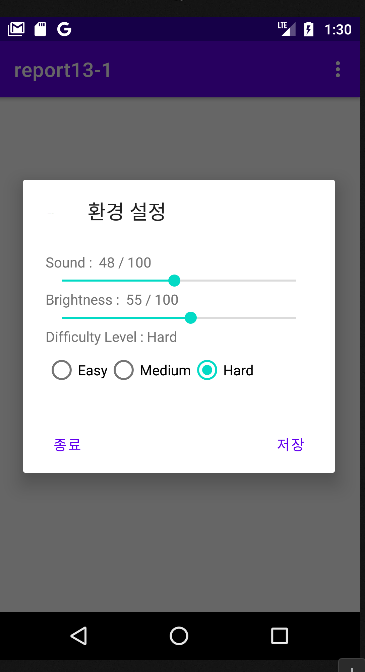 LTE 1:30
report13-1
환경 설정
Sound : 48 / 100
Brightness : 55 / 100
Difficulty Level : Hard
Easy Medium Hard
종료 저장